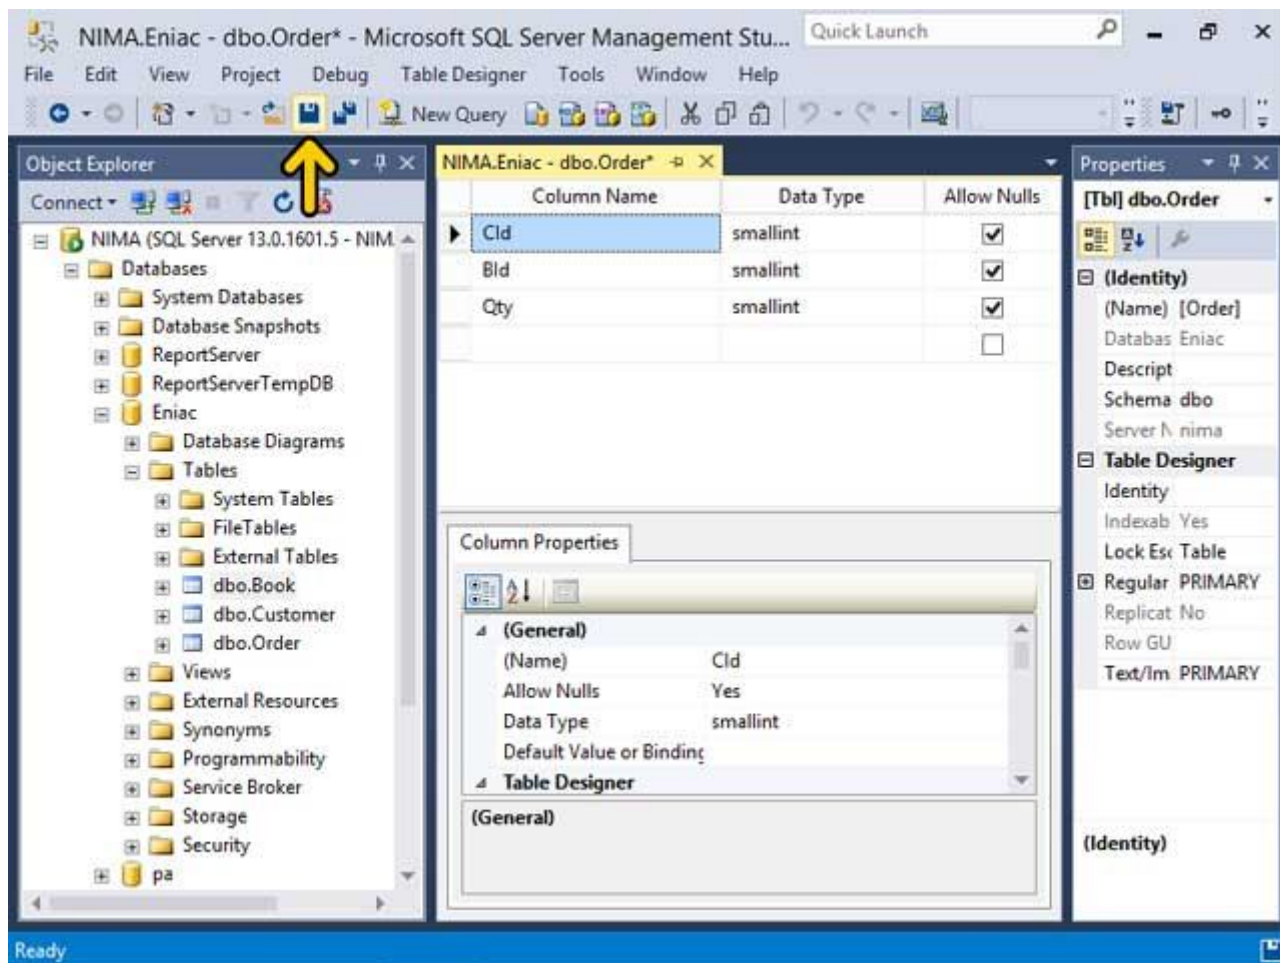 NIMA.Eniac - dbo.Order* - Microsoft SQL Server Management Stu...
Quick Launch
File Edit View Project Debug Table Designer Tools Window Help
New Query
Object Explorer
Connect
NIMA (SQL Server 13.0.1601.5 - NIM
Databases
System Databases
Database Snapshots
ReportServer
ReportServerTempDB
Eniac
Database Diagrams
Tables
System Tables
FileTables
External Tables
dbo.Book
dbo.Customer
dbo.Order
Views
External Resources
Synonyms
Programmability
Service Broker
Storage
Security
pa
NIMA.Eniac - dbo.Order*
Column Name Data Type Allow Nulls
CId smallint
BId smallint
Qty smallint
Column Properties
(General)
(Name) CId
Allow Nulls Yes
Data Type smallint
Default Value or Binding
Table Designer
(General)
Properties
[Tbl] dbo.Order
(Identity)
(Name) [Order]
Databas Eniac
Descript
Schema dbo
Server N nima
Table Designer
Identity
Indexab Yes
Lock Esc Table
Regular PRIMARY
Replicat No
Row GU
Text/Im PRIMARY
(Identity)
Ready